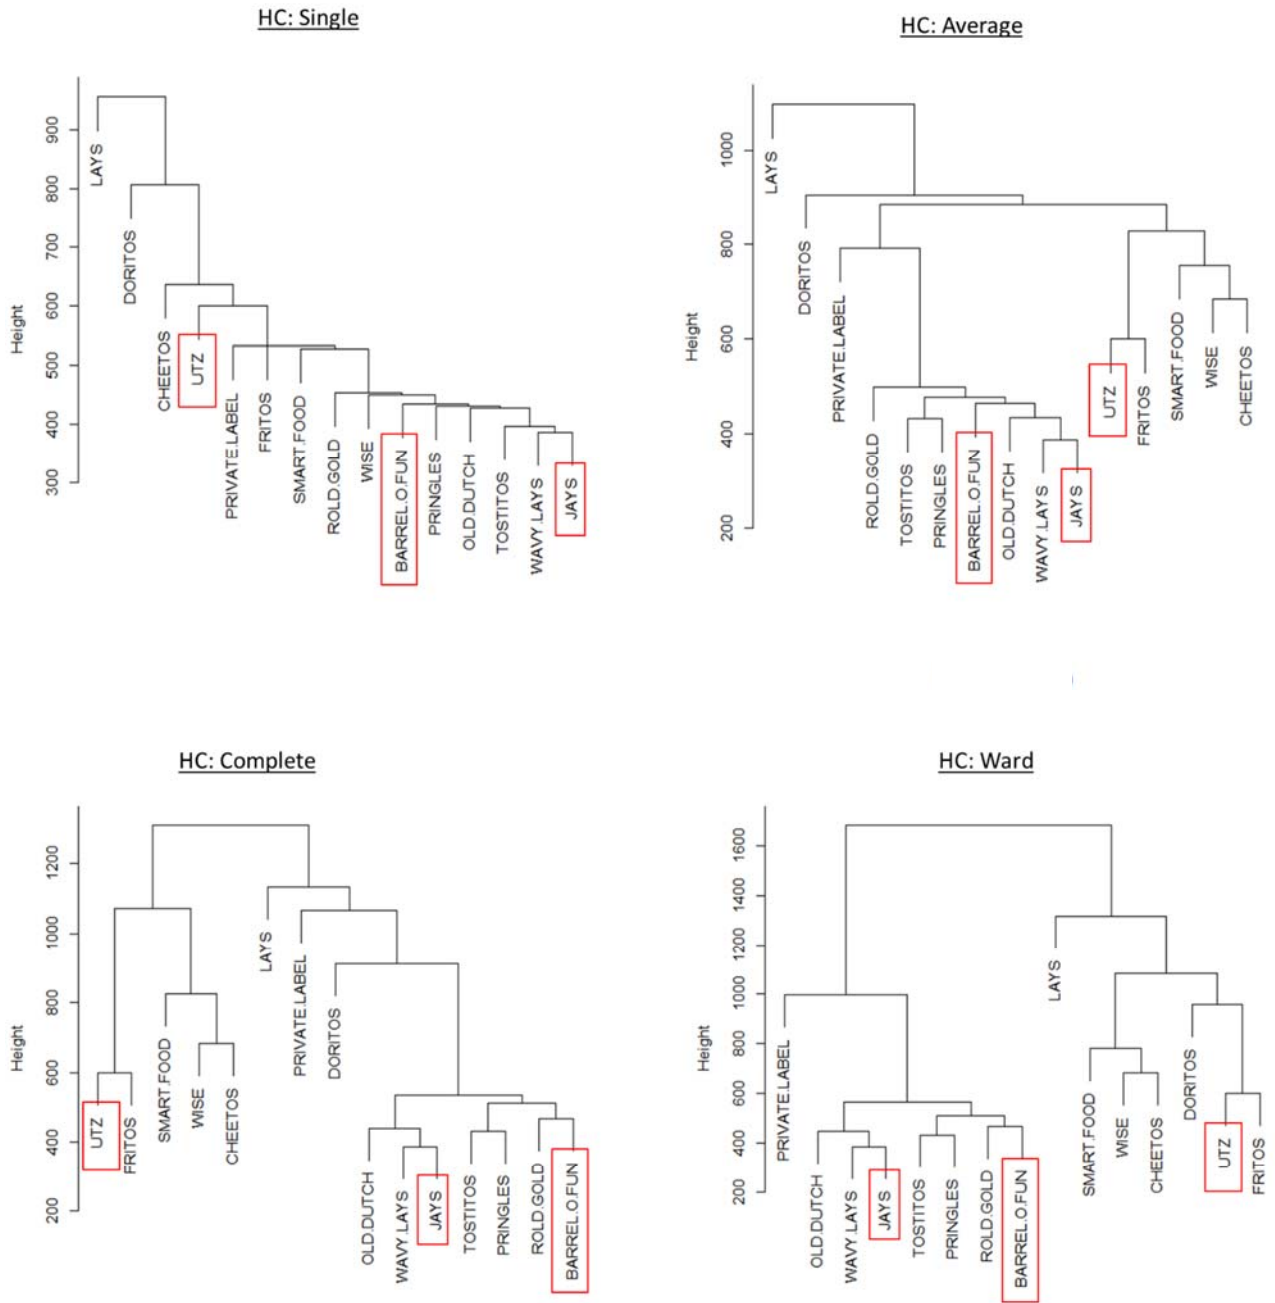 HC: Single
Height
900
800
700
600
500
400
300
LAYS
DORITOS
CHEETOS
UTZ
PRIVATE.LABEL
FRITOS
SMART.FOOD
ROLD.GOLD
WISE
BARREL.O.FUN
PRINGLES
OLD.DUTCH
TOSTITOS
WAVY.LAYS
JAYS
HC: Average
Height
1000
800
600
400
200
LAYS
DORITOS
PRIVATE.LABEL
ROLD.GOLD
TOSTITOS
PRINGLES
BARREL.O.FUN
OLD.DUTCH
WAVY.LAYS
JAYS
UTZ
FRITOS
SMART.FOOD
WISE
CHEETOS
HC: Complete
Height
1200
1000
800
600
400
200
UTZ
FRITOS
SMART.FOOD
WISE
CHEETOS
LAYS
PRIVATE.LABEL
DORITOS
OLD.DUTCH
WAVY.LAYS
JAYS
TOSTITOS
PRINGLES
ROLD.GOLD
BARREL.O.FUN
HC: Ward
Height
1600
1400
1200
1000
800
600
400
200
PRIVATE.LABEL
OLD.DUTCH
WAVY.LAYS
JAYS
TOSTITOS
PRINGLES
ROLD.GOLD
BARREL.O.FUN
LAYS
SMART.FOOD
WISE
CHEETOS
DORITOS
UTZ
FRITOS